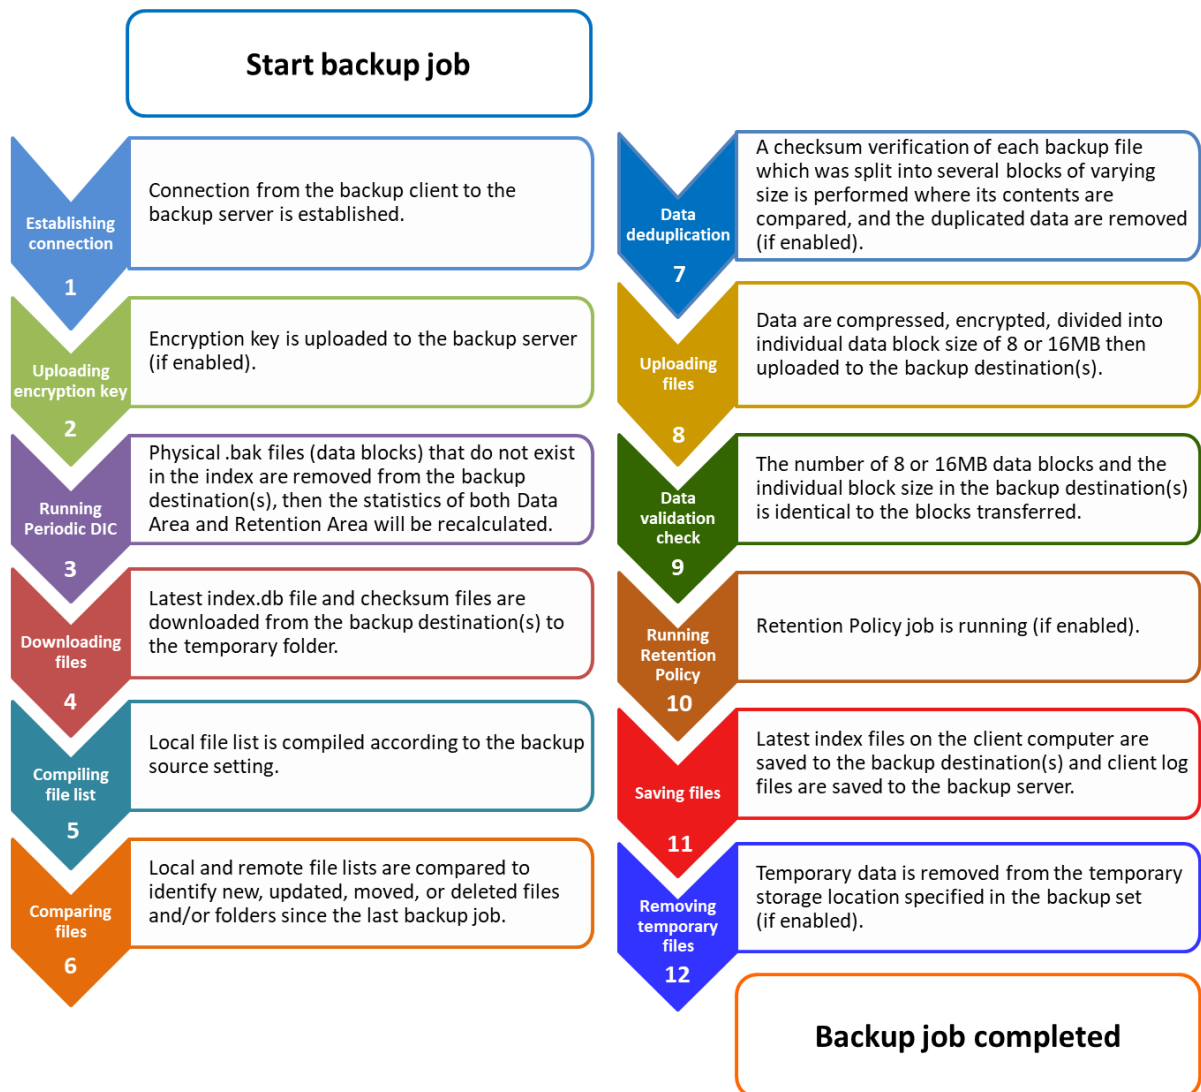 Start backup job
Establishing
connection
1
Connection from the backup client to the
backup server is established.
Uploading
encryption key
2
Encryption key is uploaded to the backup server
(if enabled).
Running
Periodic DIC
3
Physical .bak files (data blocks) that do not exist
in the index are removed from the backup
destination(s), then the statistics of both Data
Area and Retention Area will be recalculated.
Downloading
files
4
Latest index.db file and checksum files are
downloaded from the backup destination(s) to
the temporary folder.
Compiling
file list
5
Local file list is compiled according to the backup
source setting.
Comparing
files
6
Local and remote file lists are compared to
identify new, updated, moved, or deleted files
and/or folders since the last backup job.
Data
deduplication
7
A checksum verification of each backup file
which was split into several blocks of varying
size is performed where its contents are
compared, and the duplicated data are removed
(if enabled).
Uploading
files
8
Data are compressed, encrypted, divided into
individual data block size of 8 or 16MB then
uploaded to the backup destination(s).
Data
validation
check
9
The number of 8 or 16MB data blocks and the
individual block size in the backup destination(s)
is identical to the blocks transferred.
Running
Retention
Policy
10
Retention Policy job is running (if enabled).
Saving files
11
Latest index files on the client computer are
saved to the backup destination(s) and client log
files are saved to the backup server.
Removing
temporary
files
12
Temporary data is removed from the temporary
storage location specified in the backup set
(if enabled).
Backup job completed